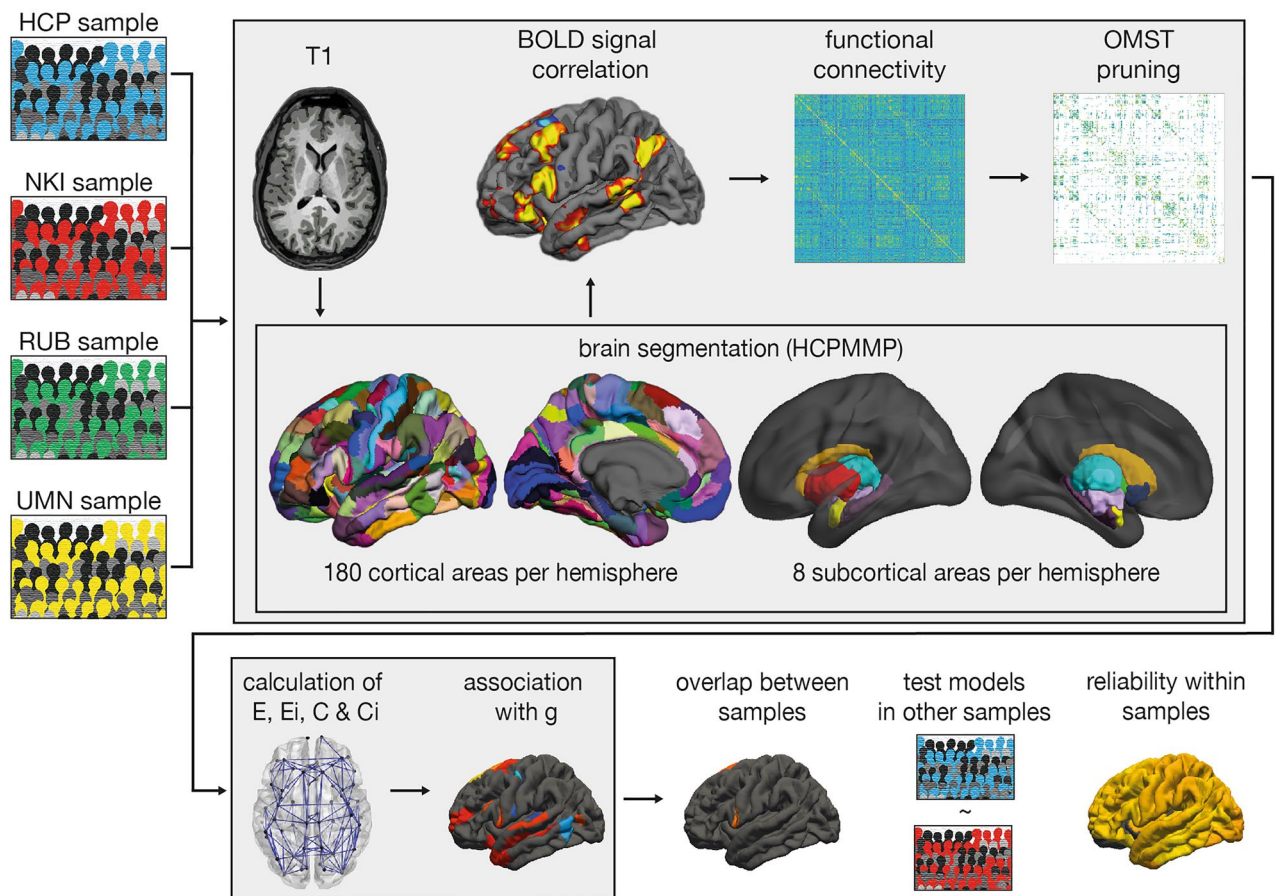 HCP sample
NKI sample
RUB sample
UMN sample
T1
BOLD signal
correlation
functional
connectivity
OMST
pruning
brain segmentation (HCPMMP)
180 cortical areas per hemisphere
8 subcortical areas per hemisphere
calculation of
E, Ei, C & Ci
association
with g
overlap between
samples
test models
in other samples
~
reliability within
samples